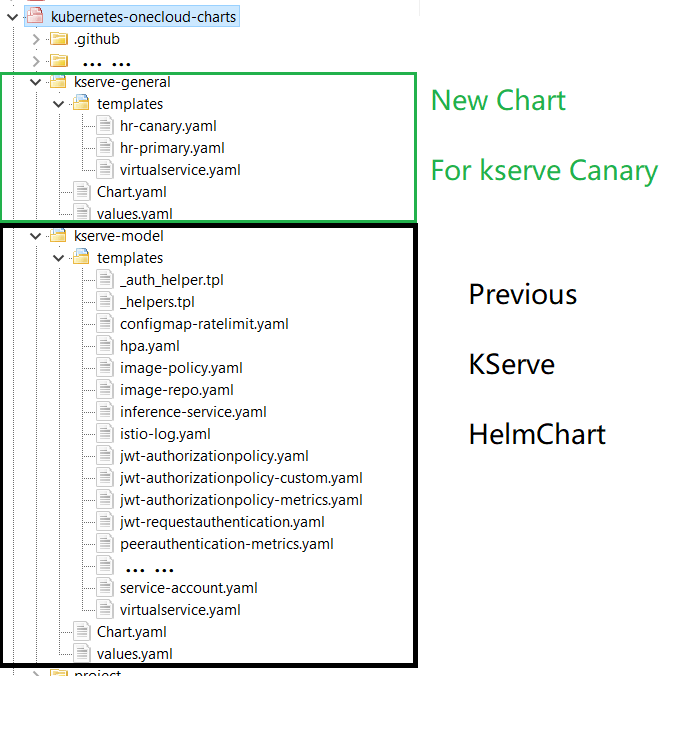 kubernetes-onecloud-charts
.github
... ...
kserve-general
templates
hr-canary.yaml
hr-primary.yaml
virtualservice.yaml
Chart.yaml
values.yaml
New Chart
For kserve Canary
kserve-model
templates
_auth_helper.tpl
_helpers.tpl
configmap-ratelimit.yaml
hpa.yaml
image-policy.yaml
image-repo.yaml
inference-service.yaml
istio-log.yaml
jwt-authorizationpolicy.yaml
jwt-authorizationpolicy-custom.yaml
jwt-authorizationpolicy-metrics.yaml
jwt-requestauthentication.yaml
peerauthentication-metrics.yaml
... ...
service-account.yaml
virtualservice.yaml
Chart.yaml
values.yaml
Previous
KServe
HelmChart
project